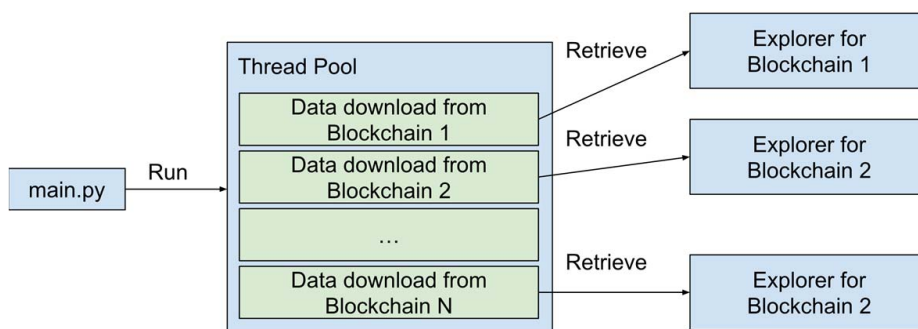 main.py
Run
Thread Pool
Data download from
Blockchain 1
Data download from
Blockchain 2
...
Data download from
Blockchain N
Retrieve
Explorer for
Blockchain 1
Retrieve
Explorer for
Blockchain 2
Retrieve
Explorer for
Blockchain 2